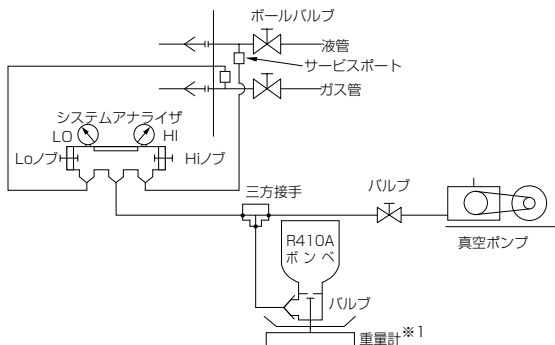 ボールバルブ
液管
サービスポート
ガス管
システムアナライザ
LO
HI
Loノブ
Hiノブ
三方接手
バルブ
R410A
ボンベ
真空ポンプ
バルブ
重量計※1